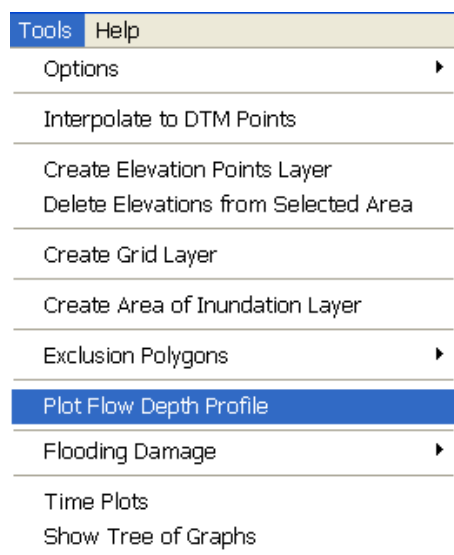 Tools Help
Options
Interpolate to DTM Points
Create Elevation Points Layer
Delete Elevations from Selected Area
Create Grid Layer
Create Area of Inundation Layer
Exclusion Polygons
Plot Flow Depth Profile
Flooding Damage
Time Plots
Show Tree of Graphs